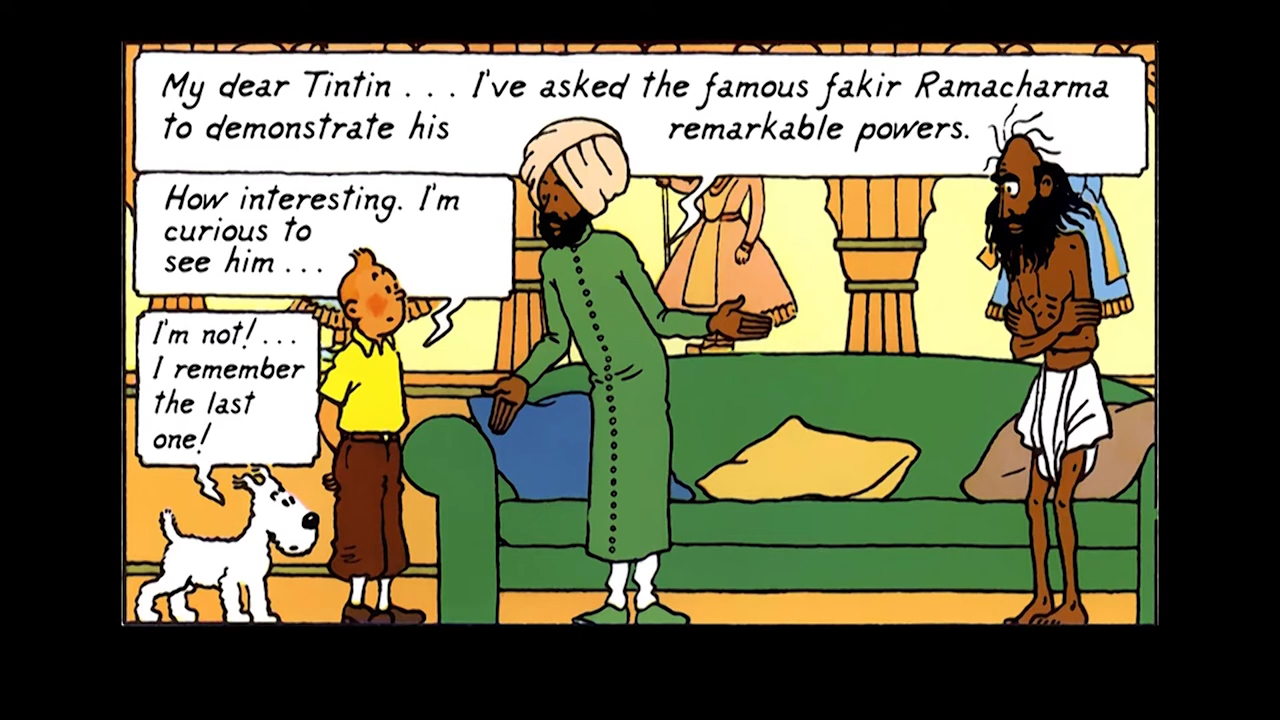 My dear Tintin . . . I've asked the famous fakir Ramacharma
to demonstrate his remarkable powers.
How interesting. I'm
curious to
see him . . .
I'm not! . . .
I remember
the last
one!